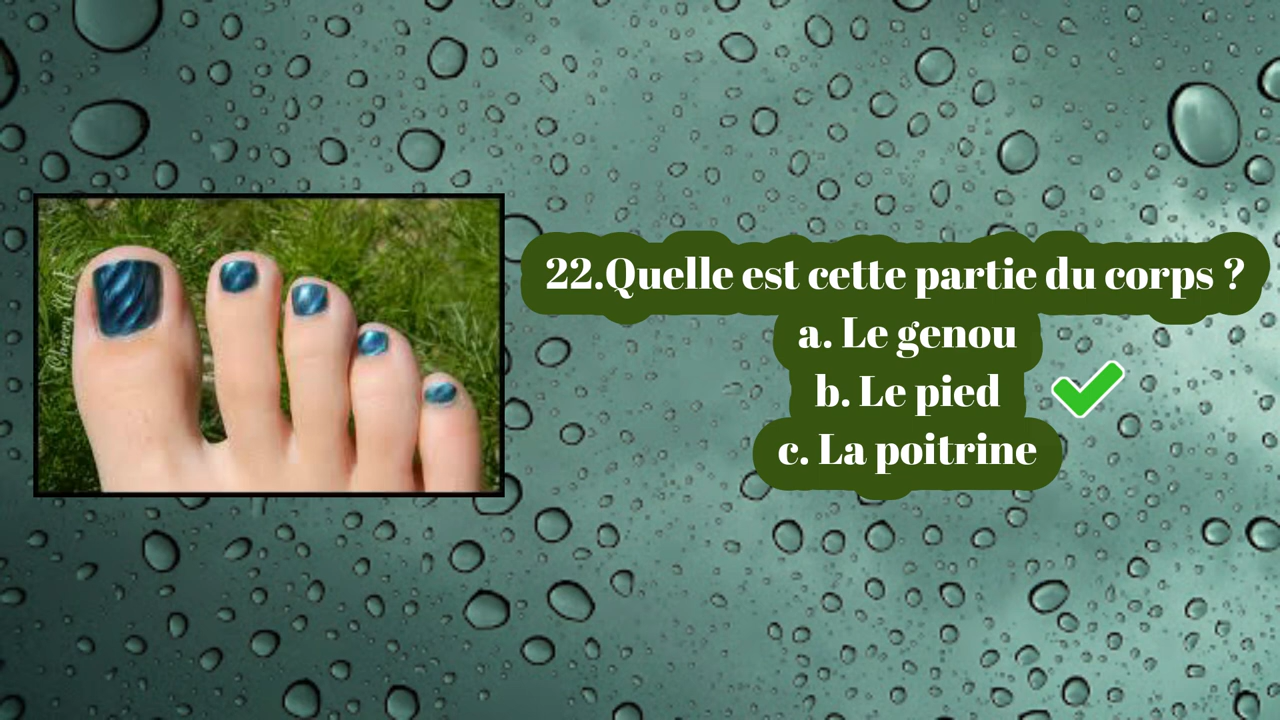 22.Quelle est cette partie du corps ?
a. Le genou
b. Le pied
c. La poitrine